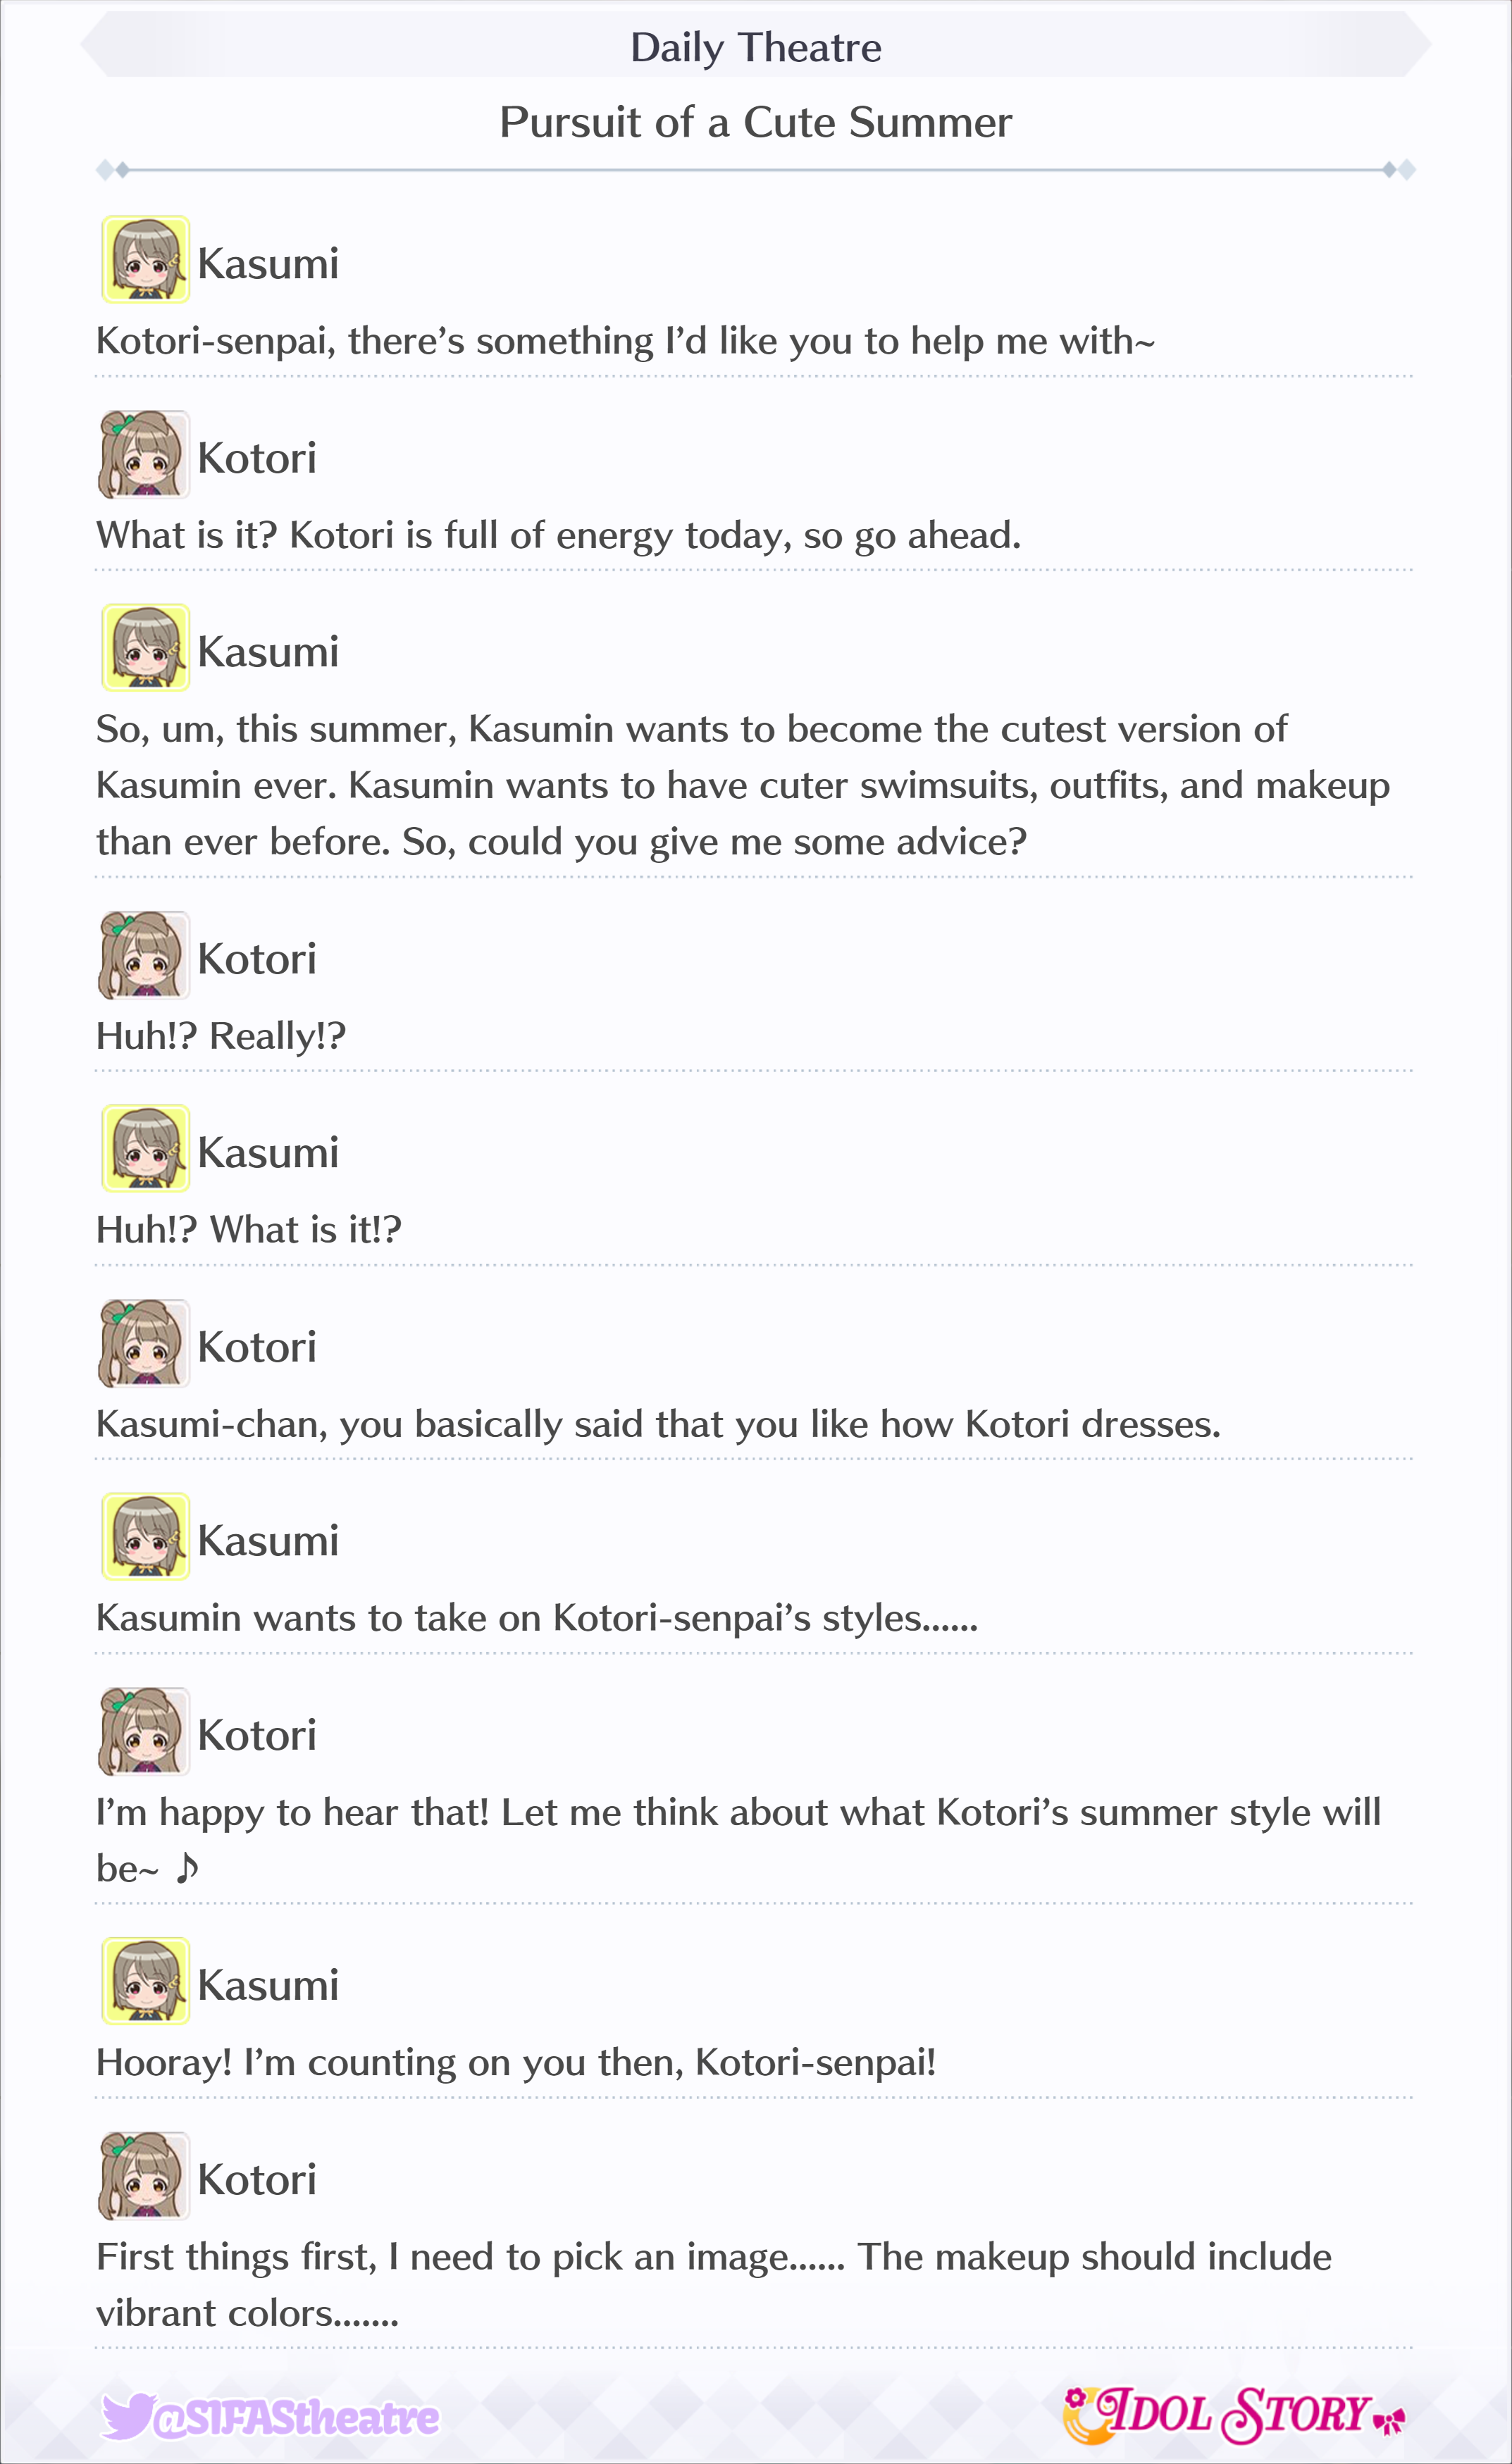 Daily Theatre
Pursuit of a Cute Summer
Kasumi
Kotori-senpai, there’s something I’d like you to help me with~
Kotori
What is it? Kotori is full of energy today, so go ahead.
Kasumi
So, um, this summer, Kasumin wants to become the cutest version of
Kasumin ever. Kasumin wants to have cuter swimsuits, outfits, and makeup
than ever before. So, could you give me some advice?
Kotori
Huh!? Really!?
Kasumi
Huh!? What is it!?
Kotori
Kasumi-chan, you basically said that you like how Kotori dresses.
Kasumi
Kasumin wants to take on Kotori-senpai’s styles......
Kotori
I’m happy to hear that! Let me think about what Kotori’s summer style will
be~ ♪
Kasumi
Hooray! I’m counting on you then, Kotori-senpai!
Kotori
First things first, I need to pick an image...... The makeup should include
vibrant colors.......
@SIFAStheatre
IDOL STORY